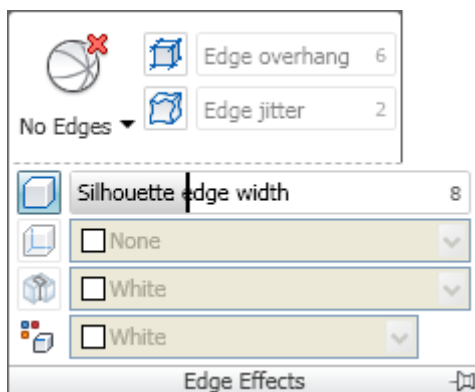 Edge overhang 6
Edge jitter 2
No Edges
Silhouette edge width 8
None
White
White
Edge Effects